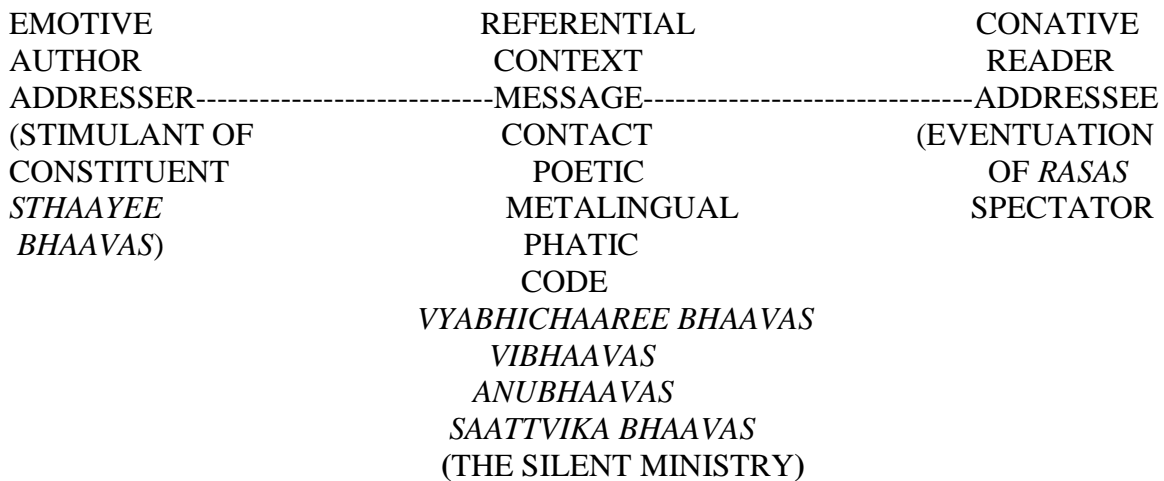 EMOTIVE REFERENTIAL CONATIVE
AUTHOR CONTEXT READER
ADDRESSER---------------------------MESSAGE-------------------------------ADDRESSEE
(STIMULANT OF CONTACT (EVENTUATION
CONSTITUENT POETIC OF RASAS
STHAAYEE METALINGUAL SPECTATOR
BHAAVAS) PHATIC
CODE
VYABHICHAAREE BHAAVAS
VIBHAAVAS
ANUBHAAVAS
SAATTVIKA BHAAVAS
(THE SILENT MINISTRY)